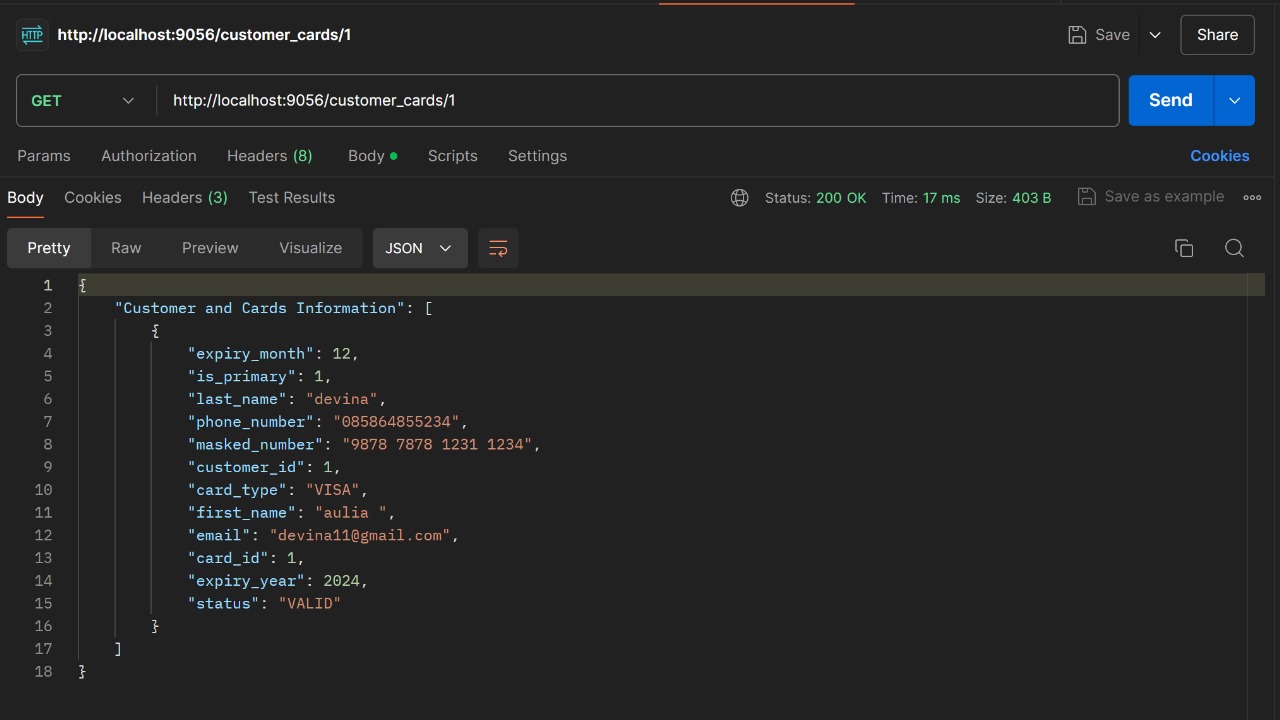 HTTP http://localhost:9056/customer_cards/1 Save Share
GET http://localhost:9056/customer_cards/1 Send
Params Authorization Headers (8) Body Scripts Settings Cookies
Body Cookies Headers (3) Test Results Status: 200 OK Time: 17 ms Size: 403 B Save as example
Pretty Raw Preview Visualize JSON
1 {
2 "Customer and Cards Information": [
3 {
4 "expiry_month": 12,
5 "is_primary": 1,
6 "last_name": "devina",
7 "phone_number": "085864855234",
8 "masked_number": "9878 7878 1231 1234",
9 "customer_id": 1,
10 "card_type": "VISA",
11 "first_name": "aulia ",
12 "email": "devina11@gmail.com",
13 "card_id": 1,
14 "expiry_year": 2024,
15 "status": "VALID"
16 }
17 ]
18 }